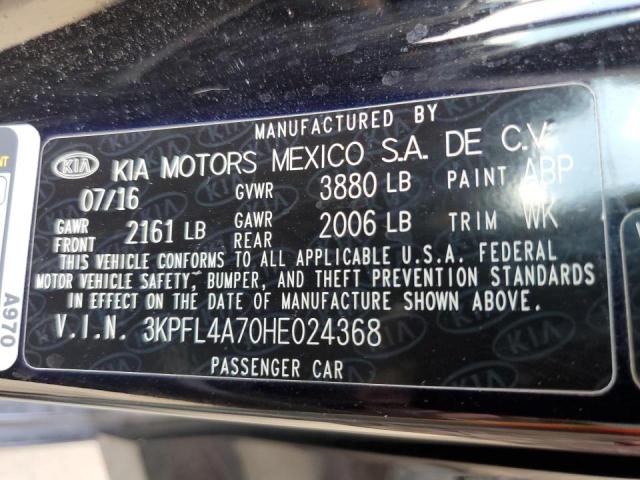 MANUFACTURED BY
KIA KIA MOTORS MEXICO S.A. DE C.V.
07/16 GVWR 3880 LB PAINT ABP
GAWR FRONT 2161 LB GAWR REAR 2006 LB TRIM WK
THIS VEHICLE CONFORMS TO ALL APPLICABLE U.S.A. FEDERAL
MOTOR VEHICLE SAFETY, BUMPER, AND THEFT PREVENTION STANDARDS
IN EFFECT ON THE DATE OF MANUFACTURE SHOWN ABOVE.
V.I.N. 3KPFL4A70HE024368
PASSENGER CAR
A970